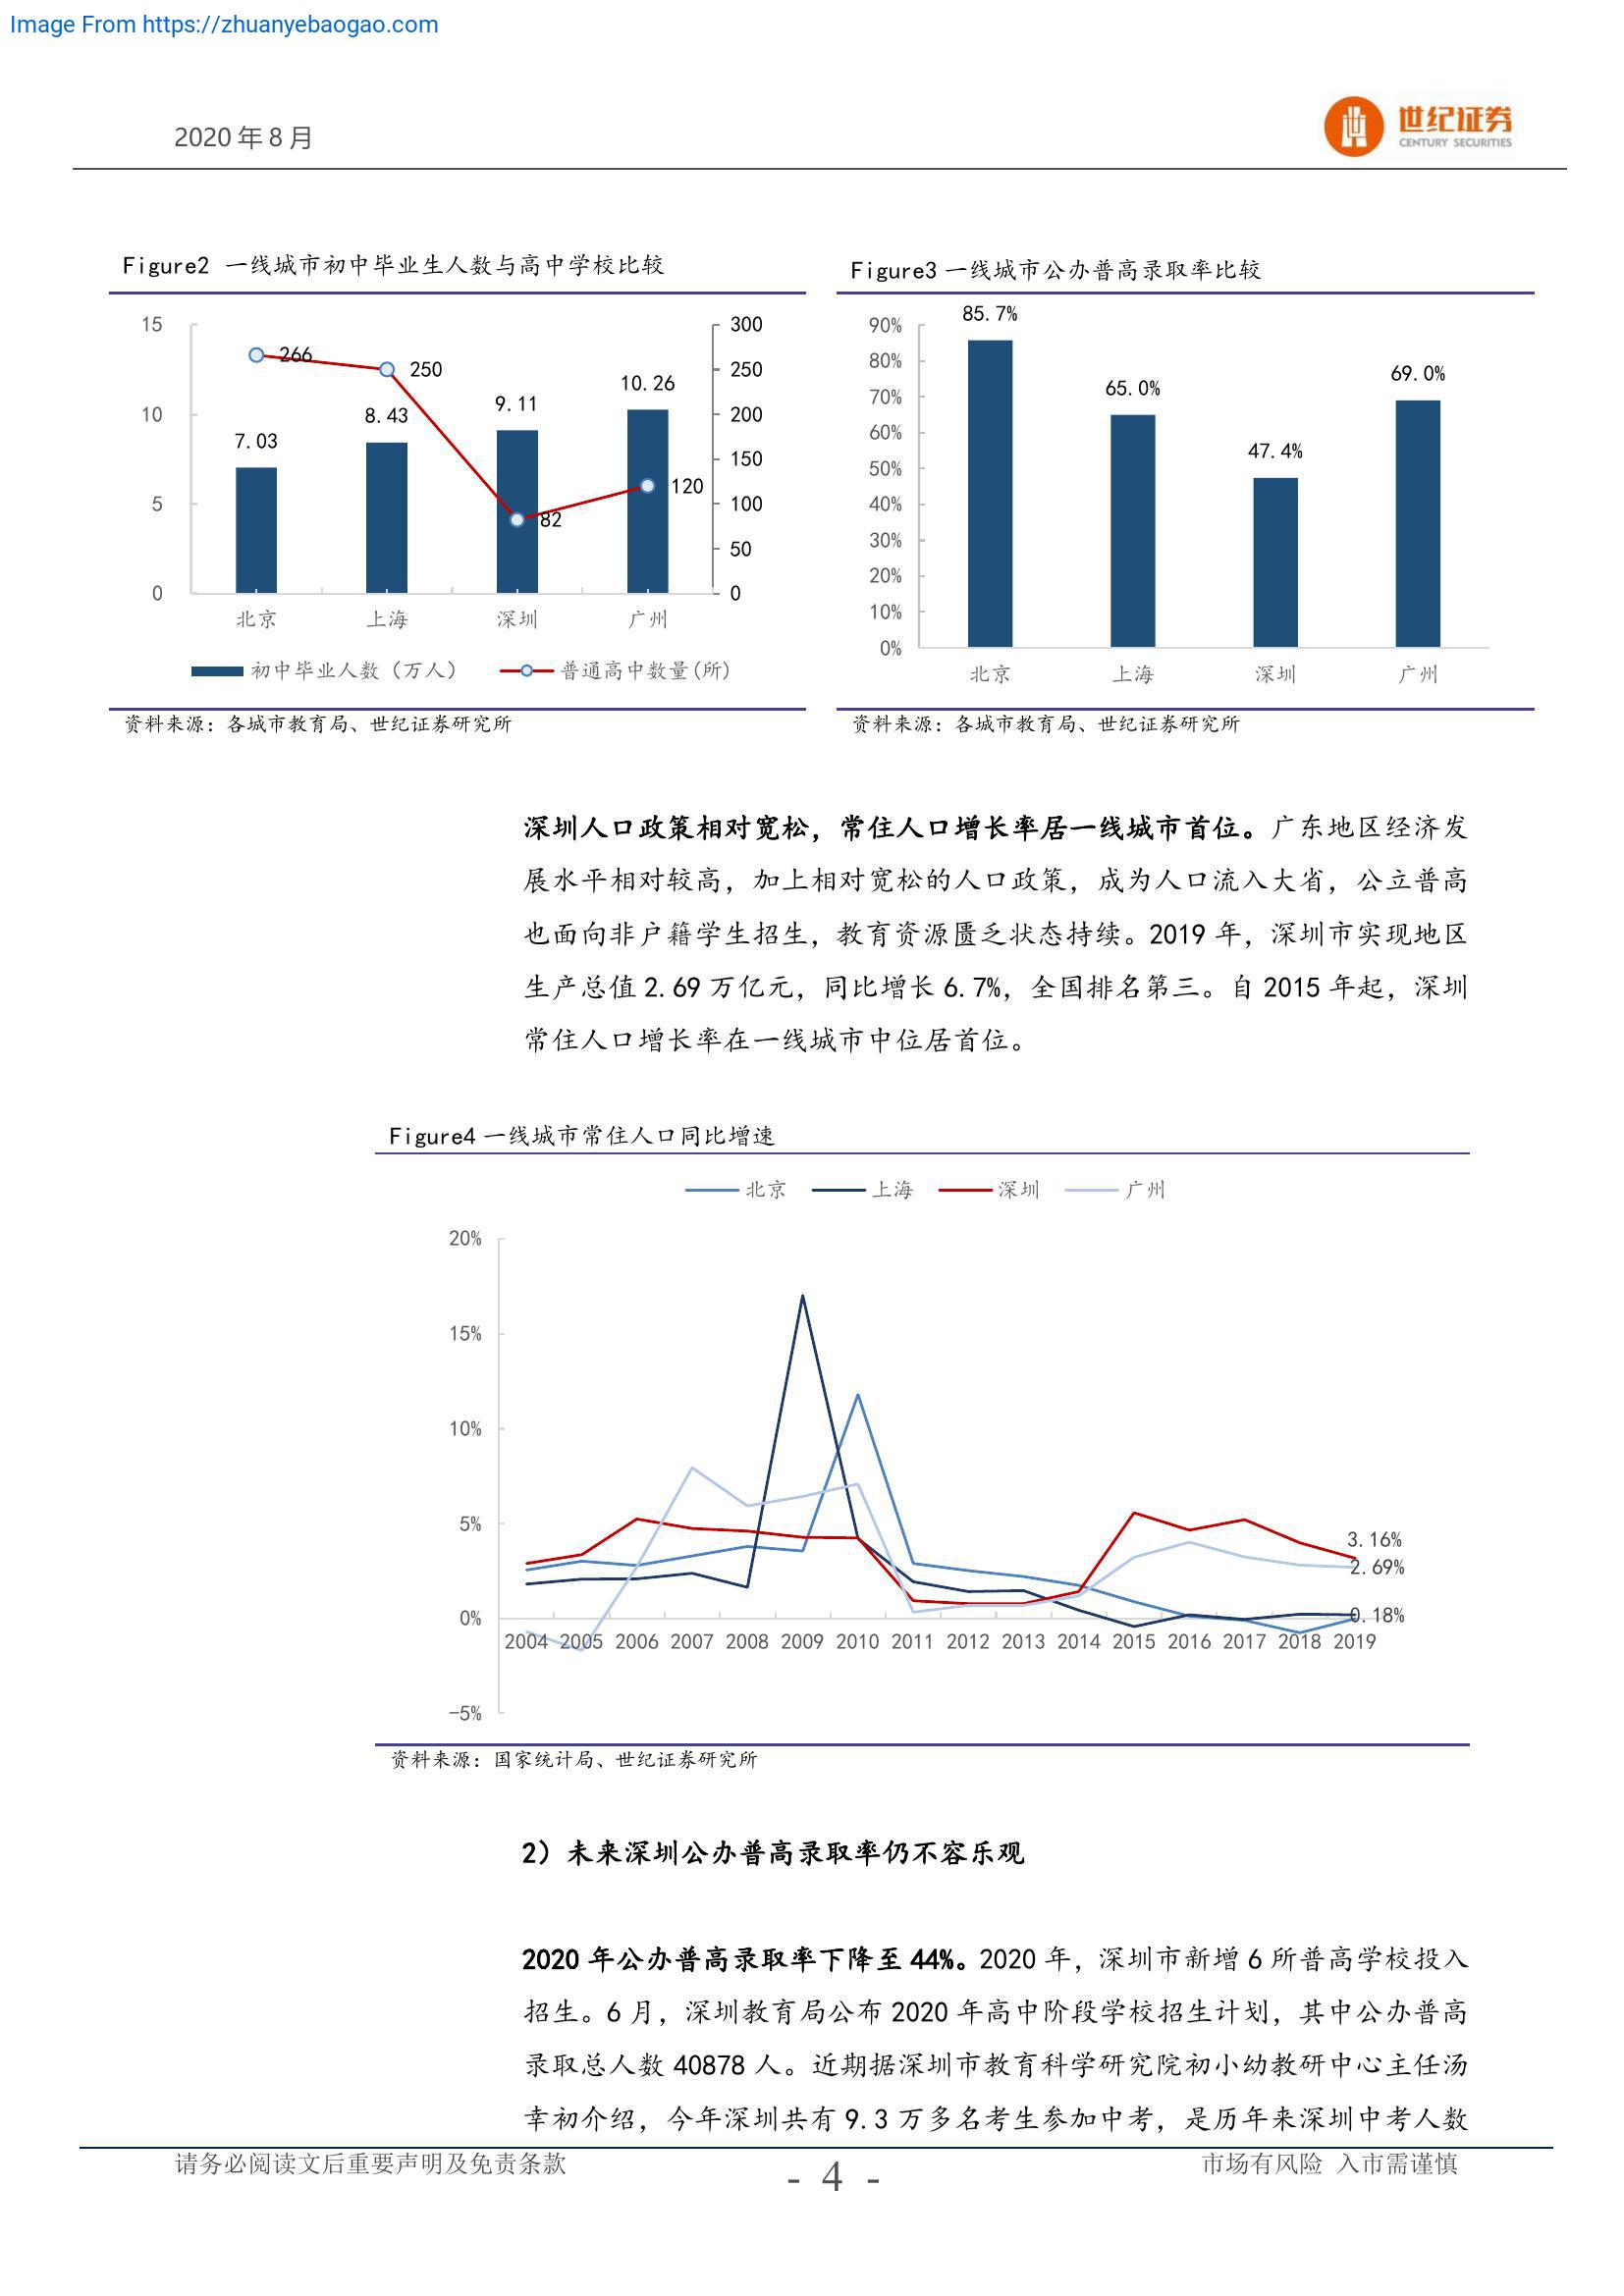 Image From https://zhuanyebaogao.com
2020年8月
世纪证券
CENTURY SECURITIES
Figure2 一线城市初中毕业生人数与高中学校比较
15
10
5
0
300
250
200
150
100
50
0
266
250
82
120
7.03
8.43
9.11
10.26
北京
上海
深圳
广州
初中毕业人数（万人）
普通高中数量(所)
资料来源：各城市教育局、世纪证券研究所
Figure3 一线城市公办普高录取率比较
90%
80%
70%
60%
50%
40%
30%
20%
10%
0%
85.7%
65.0%
47.4%
69.0%
北京
上海
深圳
广州
资料来源：各城市教育局、世纪证券研究所
深圳人口政策相对宽松，常住人口增长率居一线城市首位。广东地区经济发
展水平相对较高，加上相对宽松的人口政策，成为人口流入大省，公立普高
也面向非户籍学生招生，教育资源匮乏状态持续。2019 年，深圳市实现地区
生产总值 2.69 万亿元，同比增长 6.7%，全国排名第三。自 2015 年起，深圳
常住人口增长率在一线城市中位居首位。
Figure4 一线城市常住人口同比增速
北京 上海 深圳 广州
20%
15%
10%
5%
0%
-5%
3.16%
2.69%
0.18%
2004 2005 2006 2007 2008 2009 2010 2011 2012 2013 2014 2015 2016 2017 2018 2019
资料来源：国家统计局、世纪证券研究所
2）未来深圳公办普高录取率仍不容乐观
2020 年公办普高录取率下降至 44%。2020 年，深圳市新增 6 所普高学校投入
招生。6 月，深圳教育局公布 2020 年高中阶段学校招生计划，其中公办普高
录取总人数 40878 人。近期据深圳市教育科学研究院初小幼教研中心主任汤
幸初介绍，今年深圳共有 9.3 万多名考生参加中考，是历年来深圳中考人数
请务必阅读文后重要声明及免责条款
- 4 -
市场有风险 入市需谨慎